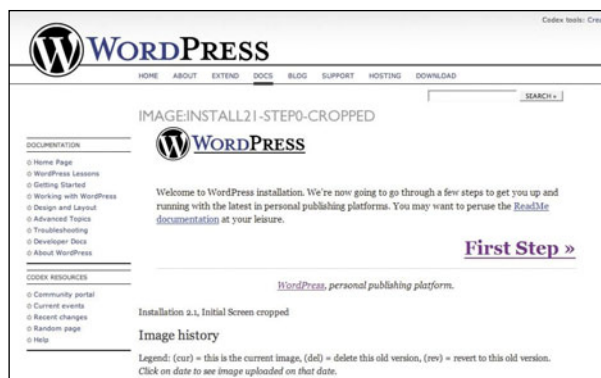 Codex tools: Crea
WORDPRESS
HOME ABOUT EXTEND DOCS BLOG SUPPORT HOSTING DOWNLOAD
SEARCH »
IMAGE:INSTALL21-STEP0-CROPPED
WORDPRESS
DOCUMENTATION
Home Page
WordPress Lessons
Getting Started
Working with WordPress
Design and Layout
Advanced Topics
Troubleshooting
Developer Docs
About WordPress
CODEX RESOURCES
Community portal
Current events
Recent changes
Random page
Help
Welcome to WordPress installation. We're now going to go through a few steps to get you up and
running with the latest in personal publishing platforms. You may want to peruse the ReadMe
documentation at your leisure.
First Step »
WordPress, personal publishing platform.
Installation 2.1, Initial Screen cropped
Image history
Legend: (cur) = this is the current image, (del) = delete this old version, (rev) = revert to this old version.
Click on date to see image uploaded on that date.